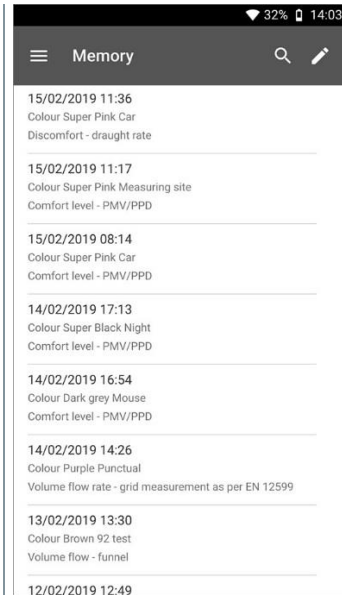 32% 14:03
Memory
15/02/2019 11:36
Colour Super Pink Car
Discomfort - draught rate
15/02/2019 11:17
Colour Super Pink Measuring site
Comfort level - PMV/PPD
15/02/2019 08:14
Colour Super Pink Car
Comfort level - PMV/PPD
14/02/2019 17:13
Colour Super Black Night
Comfort level - PMV/PPD
14/02/2019 16:54
Colour Dark grey Mouse
Comfort level - PMV/PPD
14/02/2019 14:26
Colour Purple Punctual
Volume flow rate - grid measurement as per EN 12599
13/02/2019 13:30
Colour Brown 92 test
Volume flow - funnel
12/02/2019 12:49